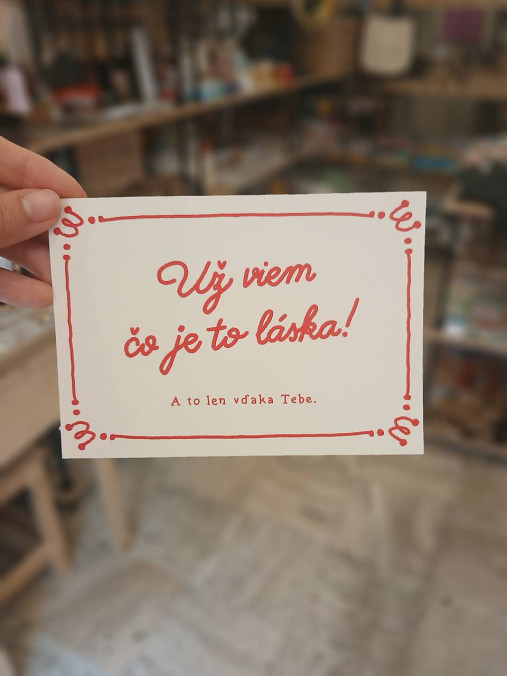 Už viem
čo je to láska!
A to len vďaka Tebe.